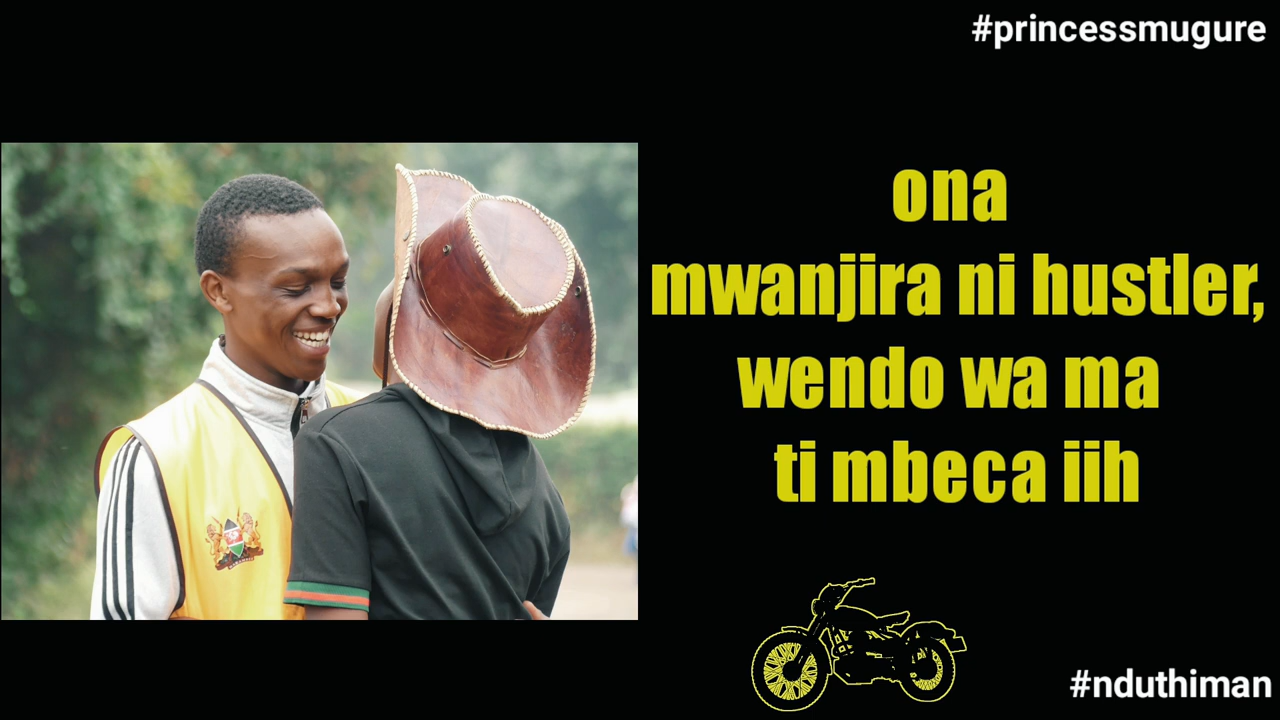 #princessmugure
ona
mwanjira ni hustler,
wendo wa ma
ti mbeca iih
#nduthiman